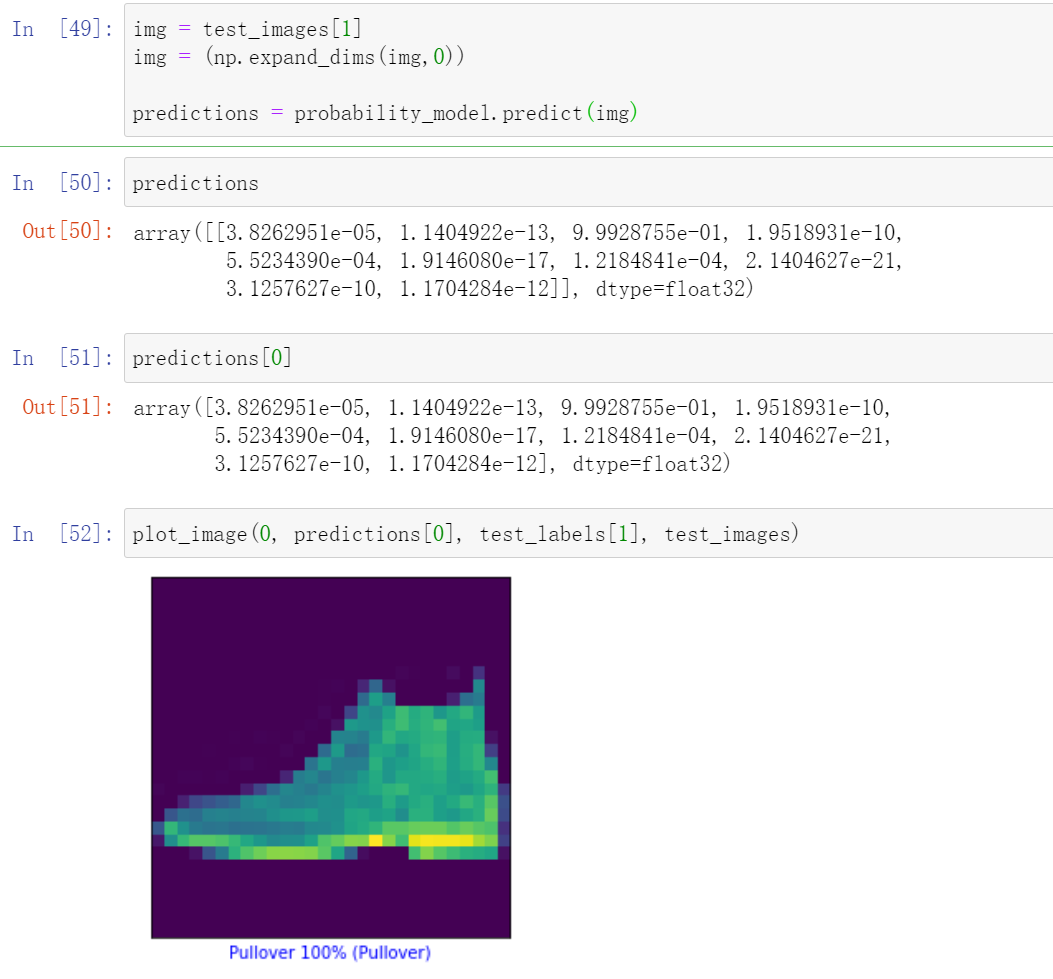 In [49]: img = test_images[1]
img = (np.expand_dims(img,0))
predictions = probability_model.predict(img)
In [50]: predictions
Out[50]: array([[3.8262951e-05, 1.1404922e-13, 9.9928755e-01, 1.9518931e-10,
5.5234390e-04, 1.9146080e-17, 1.2184841e-04, 2.1404627e-21,
3.1257627e-10, 1.1704284e-12]], dtype=float32)
In [51]: predictions[0]
Out[51]: array([3.8262951e-05, 1.1404922e-13, 9.9928755e-01, 1.9518931e-10,
5.5234390e-04, 1.9146080e-17, 1.2184841e-04, 2.1404627e-21,
3.1257627e-10, 1.1704284e-12], dtype=float32)
In [52]: plot_image(0, predictions[0], test_labels[1], test_images)
Pullover 100% (Pullover)